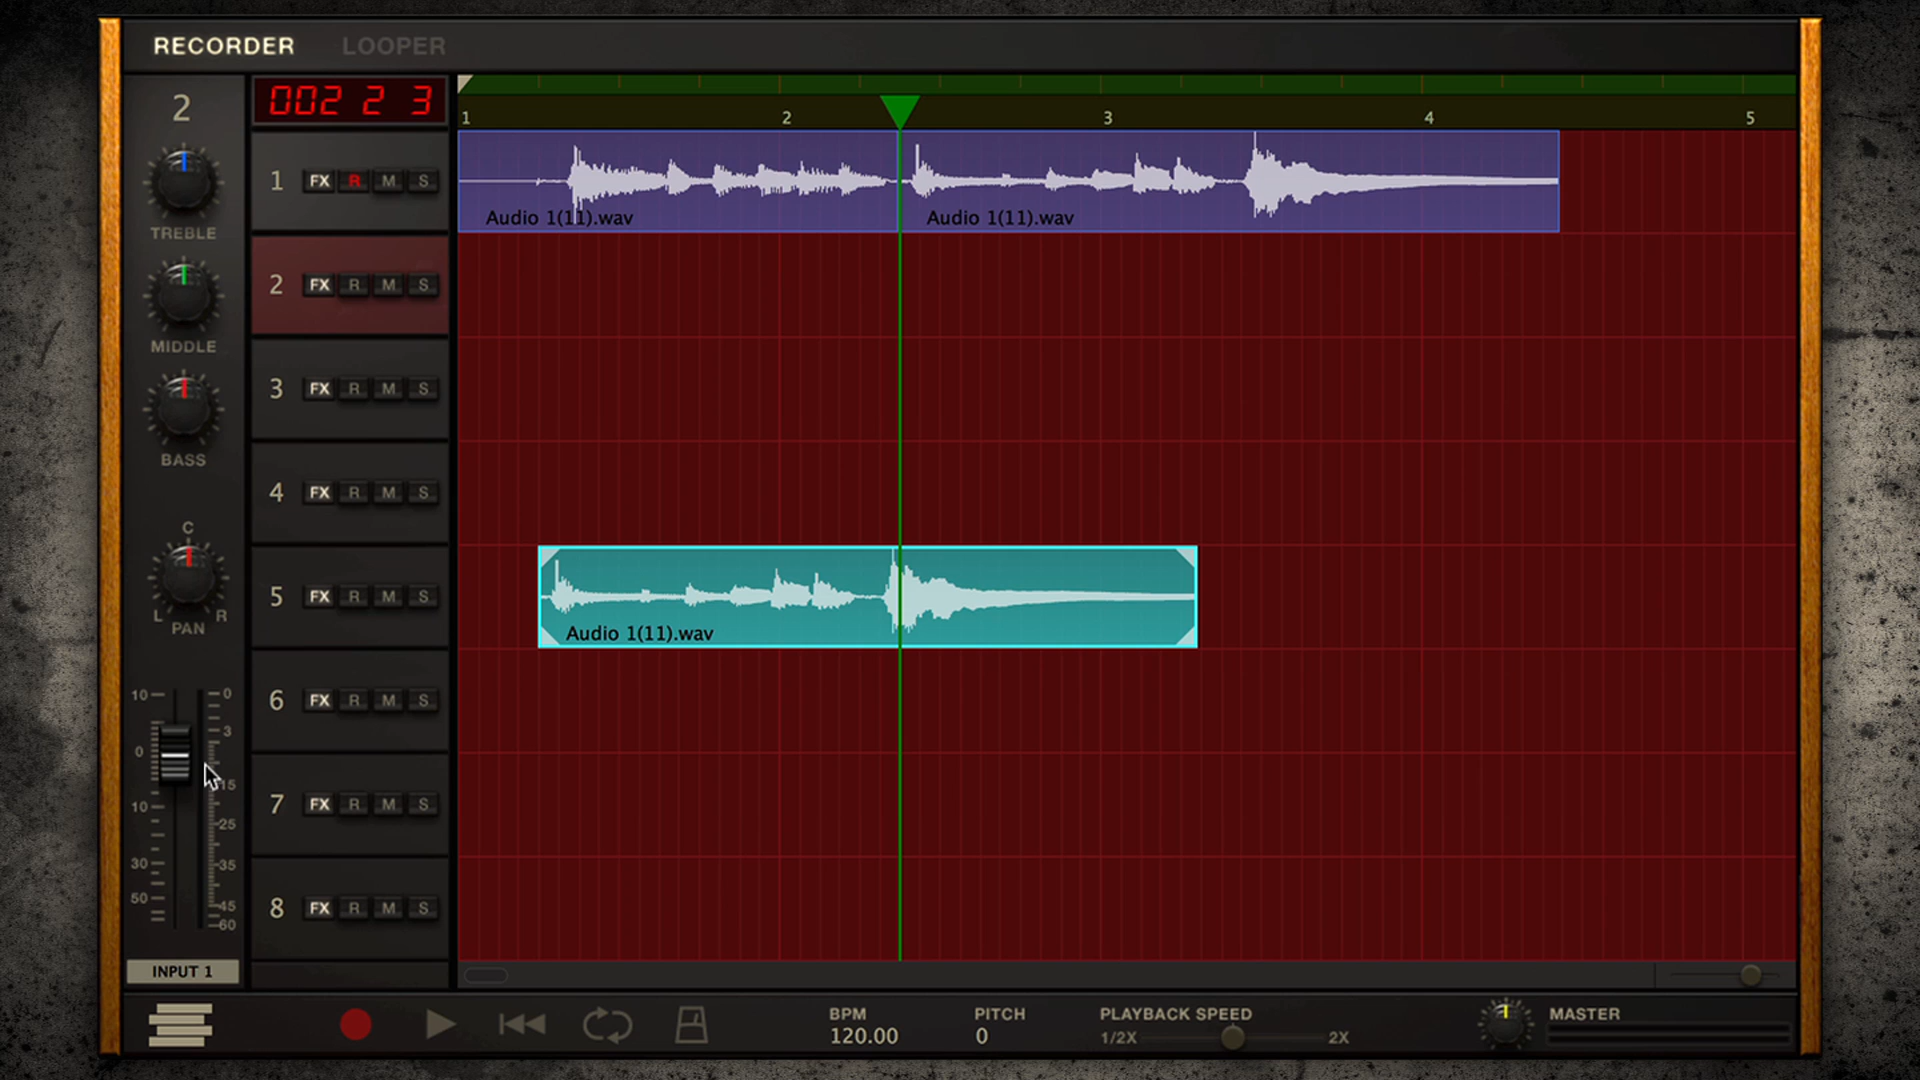 RECORDER LOOPER
2
002 2 3
1 2 3 4 5
TREBLE
MIDDLE
BASS
C
L R
PAN
10 0
3
0
15
10
25
30 35
50
45
60
INPUT 1
1 FX R M S
2 FX R M S
3 FX R M S
4 FX R M S
5 FX R M S
6 FX R M S
7 FX R M S
8 FX R M S
Audio 1(11).wav Audio 1(11).wav
Audio 1(11).wav
BPM PITCH PLAYBACK SPEED MASTER
120.00 0 1/2X 2X